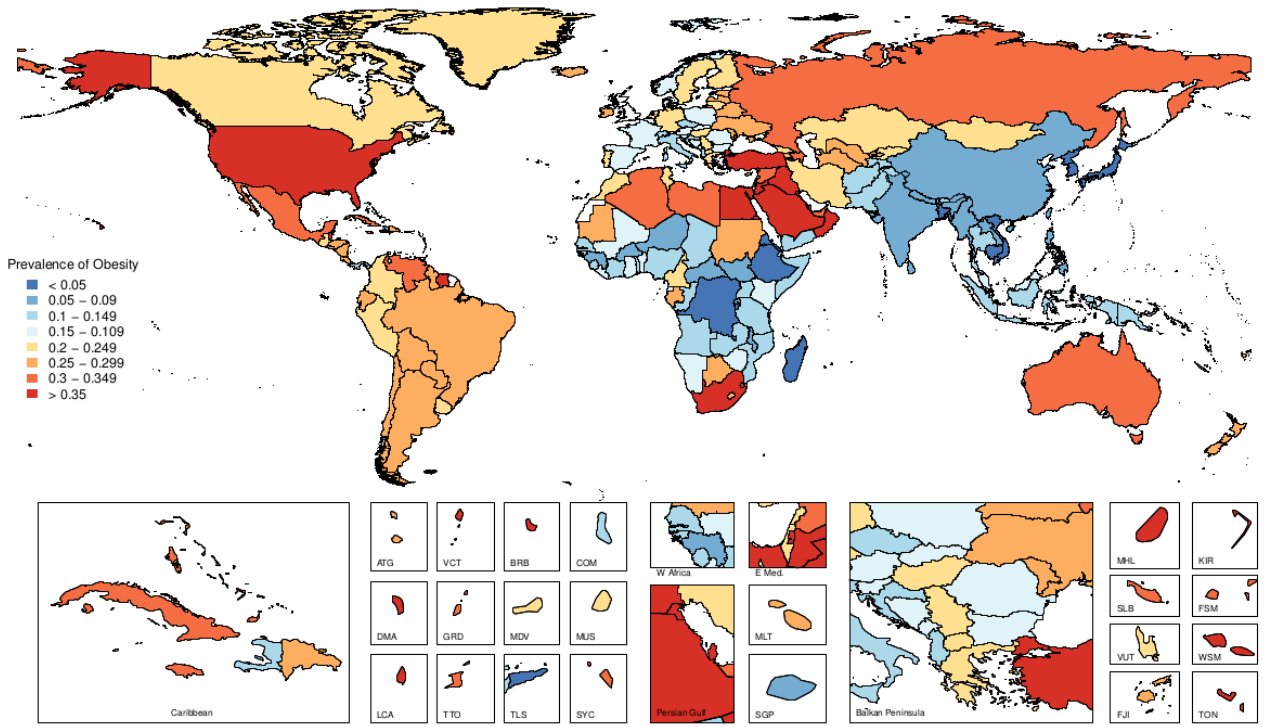 Prevalence of Obesity
< 0.05
0.05 – 0.09
0.1 – 0.149
0.15 – 0.109
0.2 – 0.249
0.25 – 0.299
0.3 – 0.349
> 0.35
Caribbean
ATG
VCT
BRB
COM
DMA
GRD
MDV
MUS
LCA
TTO
TLS
SYC
W Africa
E Med.
Persian Gulf
MLT
SGP
Balkan Peninsula
MHL
KIR
SLB
FSM
VUT
WSM
FJI
TON